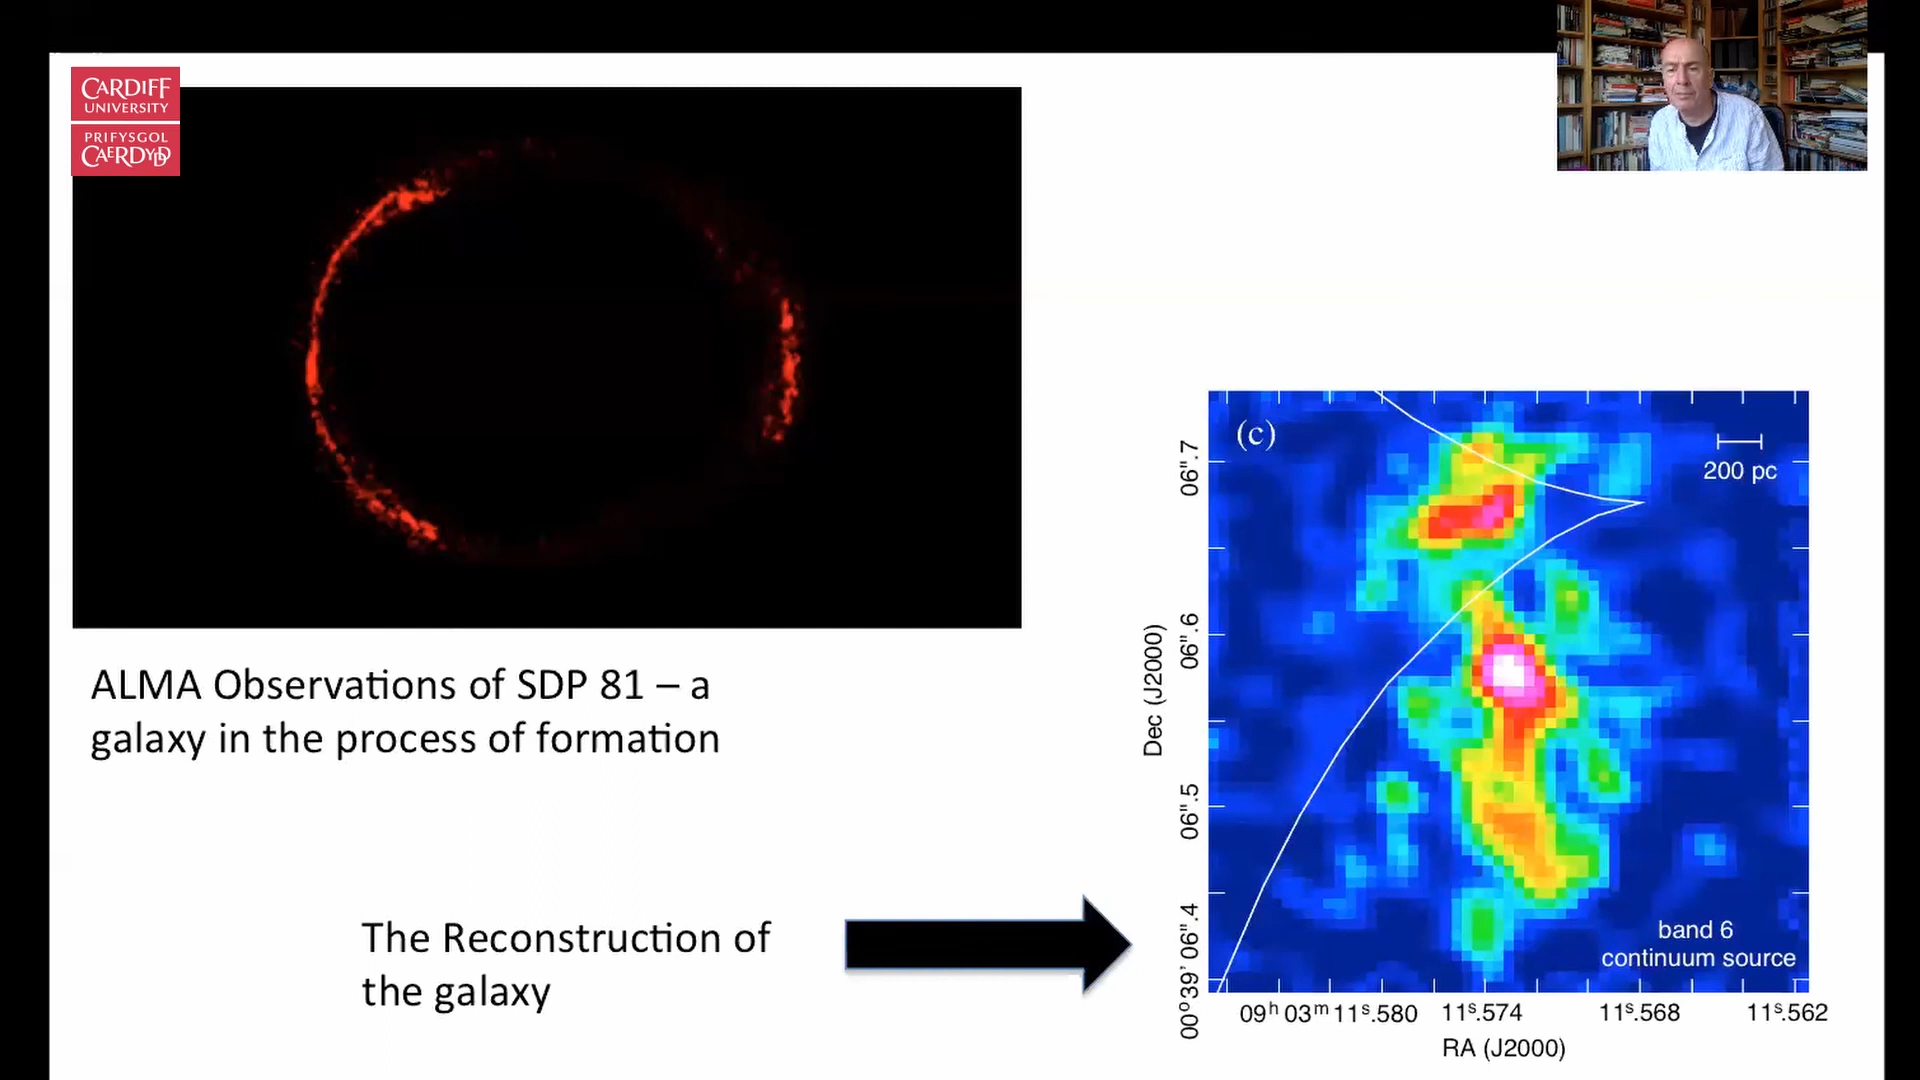 CARDIFF
UNIVERSITY
PRIFYSGOL
CAERDYDD
ALMA Observations of SDP 81 – a
galaxy in the process of formation
The Reconstruction of
the galaxy
(c)
200 pc
06".7
06".6
06".5
00°39' 06".4
Dec (J2000)
band 6
continuum source
09ʰ 03ᵐ 11ˢ.580 11ˢ.574 11ˢ.568 11ˢ.562
RA (J2000)